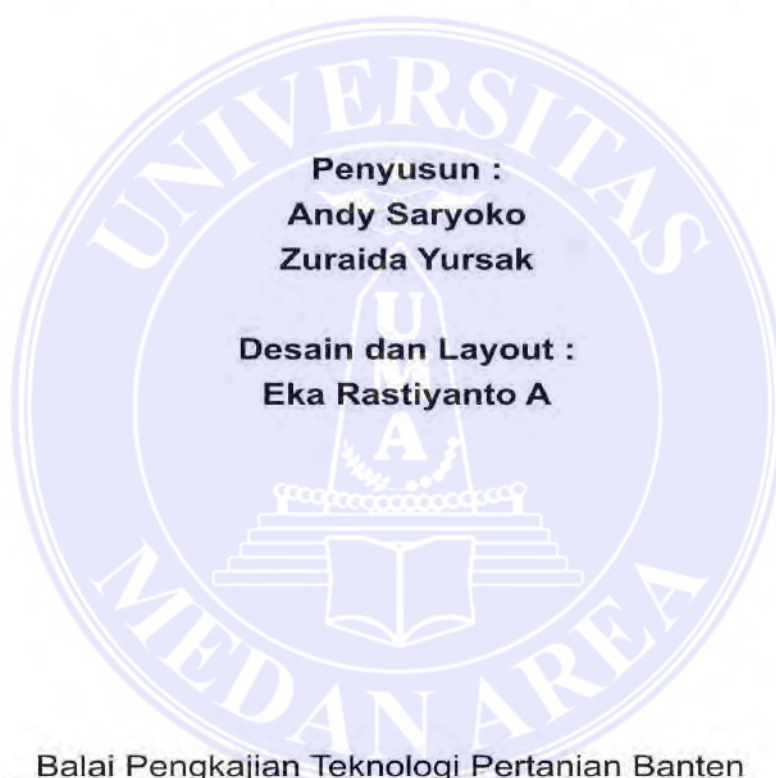 UNIVERSITAS
Penyusun :
Andy Saryoko
Zuraida Yursak
U
M
A
Desain dan Layout :
Eka Rastiyanto A
MEDAN AREA
Balai Pengkajian Teknologi Pertanian Banten